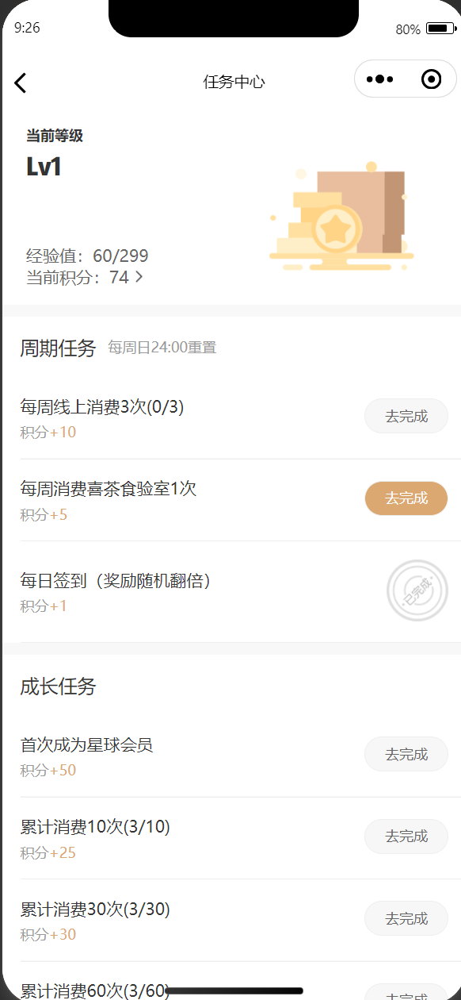 9:26
80%
任务中心
当前等级
Lv1
经验值：60/299
当前积分：74
周期任务 每周日24:00重置
每周线上消费3次(0/3)
积分+10
去完成
每周消费喜茶食验室1次
积分+5
去完成
每日签到（奖励随机翻倍）
积分+1
已完成
成长任务
首次成为星球会员
积分+50
去完成
累计消费10次(3/10)
积分+25
去完成
累计消费30次(3/30)
积分+30
去完成
累计消费60次(3/60)
去完成